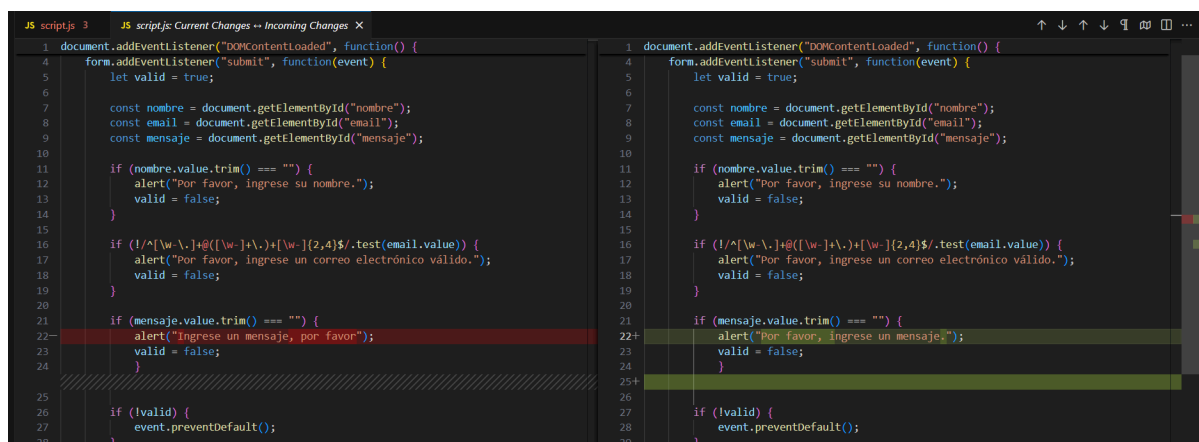 JS script.js 3 JS script.js: Current Changes ↔ Incoming Changes ×
1 document.addEventListener("DOMContentLoaded", function() {
4 form.addEventListener("submit", function(event) {
5 let valid = true;
6
7 const nombre = document.getElementById("nombre");
8 const email = document.getElementById("email");
9 const mensaje = document.getElementById("mensaje");
10
11 if (nombre.value.trim() === "") {
12 alert("Por favor, ingrese su nombre.");
13 valid = false;
14 }
15
16 if (!/^[\w-\.]+@([\w-]+\.)+[\w-]{2,4}$/.test(email.value)) {
17 alert("Por favor, ingrese un correo electrónico válido.");
18 valid = false;
19 }
20
21 if (mensaje.value.trim() === "") {
22− alert("Ingrese un mensaje, por favor");
23 valid = false;
24 }
25
26 if (!valid) {
27 event.preventDefault();
1 document.addEventListener("DOMContentLoaded", function() {
4 form.addEventListener("submit", function(event) {
5 let valid = true;
6
7 const nombre = document.getElementById("nombre");
8 const email = document.getElementById("email");
9 const mensaje = document.getElementById("mensaje");
10
11 if (nombre.value.trim() === "") {
12 alert("Por favor, ingrese su nombre.");
13 valid = false;
14 }
15
16 if (!/^[\w-\.]+@([\w-]+\.)+[\w-]{2,4}$/.test(email.value)) {
17 alert("Por favor, ingrese un correo electrónico válido.");
18 valid = false;
19 }
20
21 if (mensaje.value.trim() === "") {
22+ alert("Por favor, ingrese un mensaje.");
23 valid = false;
24 }
25+
26
27 if (!valid) {
28 event.preventDefault();